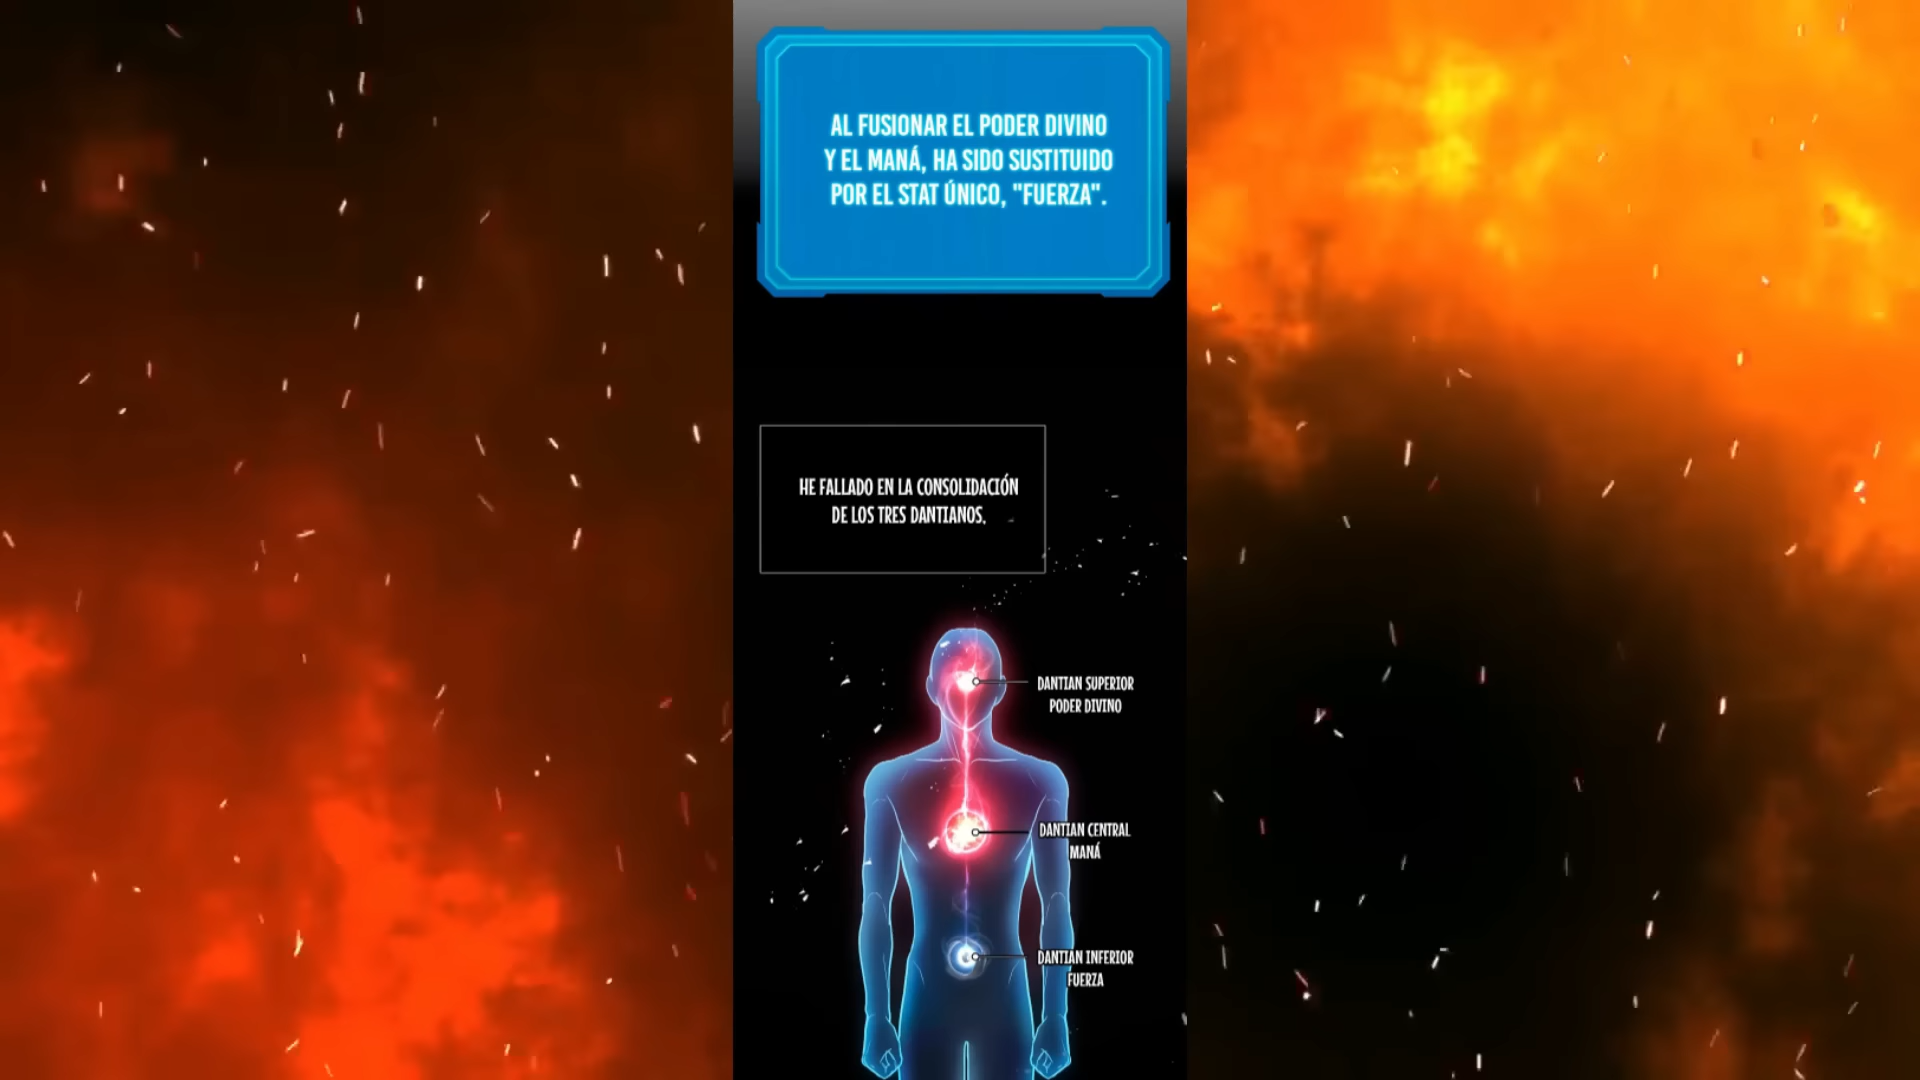 AL FUSIONAR EL PODER DIVINO
Y EL MANÁ, HA SIDO SUSTITUIDO
POR EL STAT ÚNICO, "FUERZA".
HE FALLADO EN LA CONSOLIDACIÓN
DE LOS TRES DANTIANOS.
DANTIAN SUPERIOR
PODER DIVINO
DANTIAN CENTRAL
MANÁ
DANTIAN INFERIOR
FUERZA